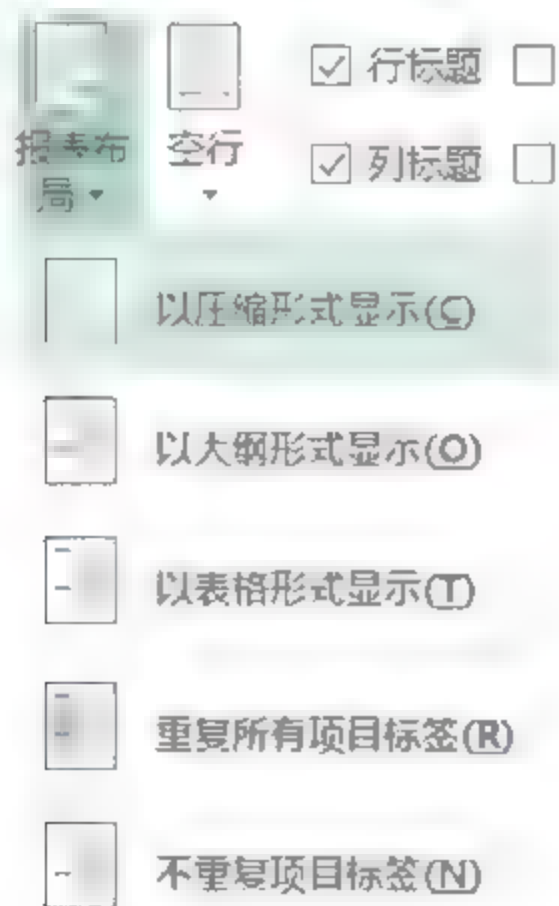 报表布局
空行
行标题
列标题
以压缩形式显示(C)
以大纲形式显示(O)
以表格形式显示(T)
重复所有项目标签(R)
不重复项目标签(N)